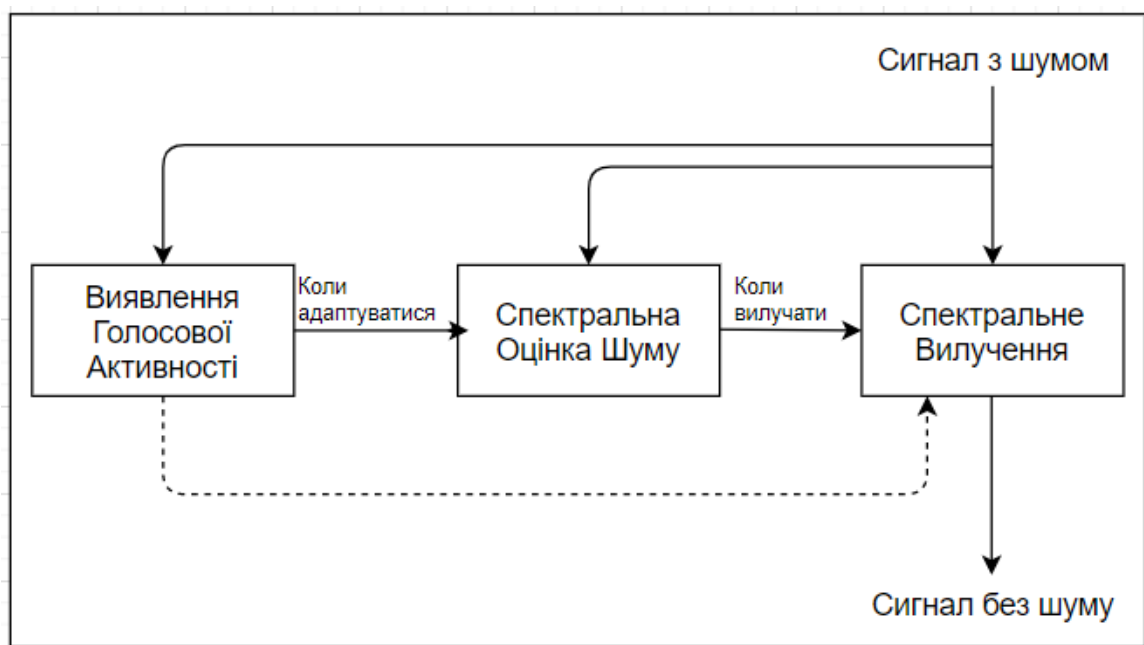 Сигнал з шумом
Виявлення
Голосової
Активності
Коли
адаптуватися
Спектральна
Оцінка Шуму
Коли
вилучати
Спектральне
Вилучення
Сигнал без шуму